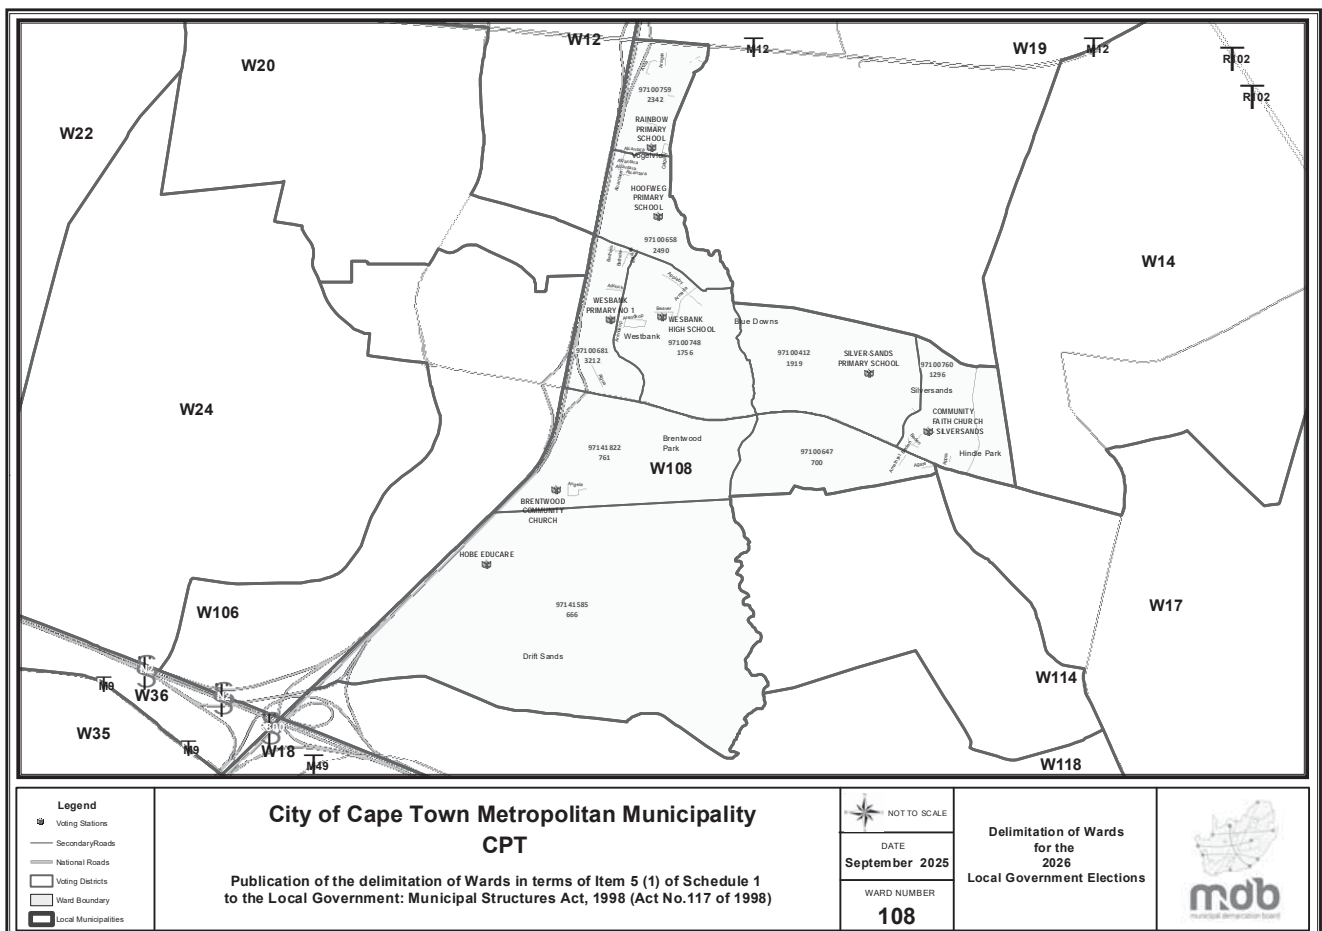 W12
W20
M12
W19
M12
R102
R102
W22
97100759
2342
RAINBOW
PRIMARY
SCHOOL
HOOFWEG
PRIMARY
SCHOOL
97100658
2490
W14
WESBANK
PRIMARY NO 1
WESBANK
HIGH SCHOOL
Westbank
97100748
1756
97100681
3212
Blue Downs
97100412
1919
SILVER-SANDS
PRIMARY SCHOOL
97100760
1296
Silversands
COMMUNITY
FAITH CHURCH
SILVERSANDS
Hindle Park
W24
97141822
761
Brentwood
Park
W108
97100647
700
BRENTWOOD
COMMUNITY
CHURCH
HOBE EDUCARE
97141585
666
Drift Sands
W106
W17
W114
W36
M9
W35
M9
W18
M49
W118
Legend
Voting Stations
SecondaryRoads
National Roads
Voting Districts
Ward Boundary
Local Municipalities
City of Cape Town Metropolitan Municipality
CPT
Publication of the delimitation of Wards in terms of Item 5 (1) of Schedule 1
to the Local Government: Municipal Structures Act, 1998 (Act No.117 of 1998)
NOT TO SCALE
DATE
September 2025
WARD NUMBER
108
Delimitation of Wards
for the
2026
Local Government Elections
mdb
municipal demarcation board